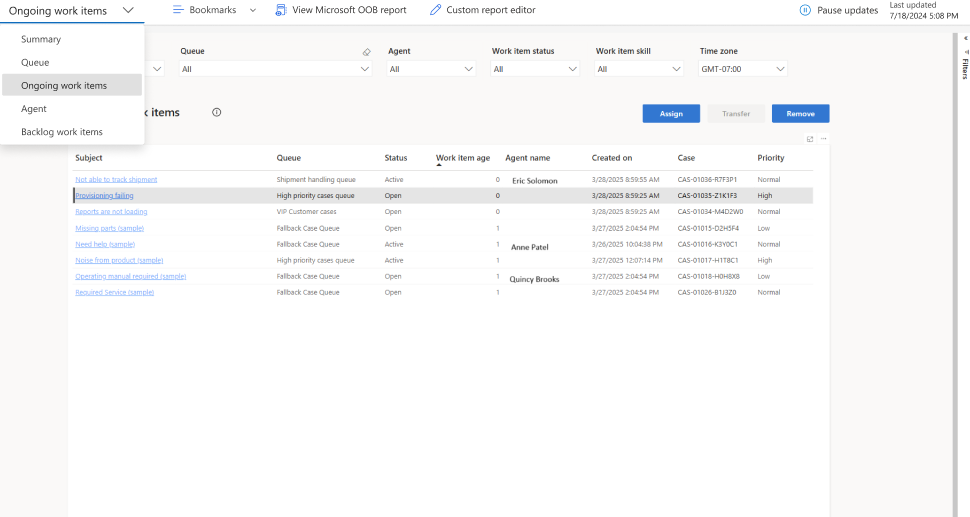 Ongoing work items
Bookmarks
View Microsoft OOB report
Custom report editor
Pause updates
Last updated
7/18/2024 5:08 PM
Summary
Queue
Ongoing work items
Agent
Backlog work items
Queue
Agent
Work item status
Work item skill
Time zone
All
All
All
All
GMT-07:00
Filters
items
Assign
Transfer
Remove
Subject Queue Status Work item age Agent name Created on Case Priority
Not able to track shipment Shipment handling queue Active 0 Eric Solomon 3/28/2025 8:59:55 AM CAS-01036-R7F3P1 Normal
Provisioning failing High priority cases queue Open 0 3/28/2025 8:59:25 AM CAS-01035-Z1K1F3 High
Reports are not loading VIP Customer cases Open 0 3/28/2025 8:59:25 AM CAS-01034-M4D2W0 Normal
Missing parts (sample) Fallback Case Queue Open 1 3/27/2025 2:04:54 PM CAS-01015-D2H5F4 Low
Need help (sample) Fallback Case Queue Active 1 Anne Patel 3/26/2025 10:04:38 PM CAS-01016-K3Y0C1 Normal
Noise from product (sample) High priority cases queue Active 1 3/27/2025 12:07:14 PM CAS-01017-H1T8C1 High
Operating manual required (sample) Fallback Case Queue Open 1 Quincy Brooks 3/27/2025 2:04:54 PM CAS-01018-H0H8X8 Low
Required Service (sample) Fallback Case Queue Open 1 3/27/2025 2:04:54 PM CAS-01026-B1J3Z0 Normal